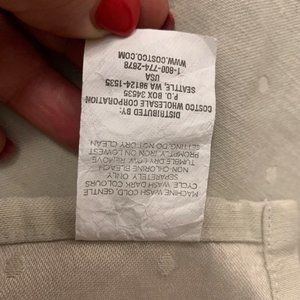 MACHINE WASH COLD, GENTLE
CYCLE. WASH DARK COLOURS
SEPARETELY. ONLY
NON-CHLORINE BLEACH
TUMBLE DRY LOW. REMOVE
PROMPTLY. IRON ON LOWEST
SETTING. DO NOT DRY CLEAN
DISTRIBUTED BY:
COSTCO WHOLESALE CORPORATION
P.O. BOX 34535
SEATTLE, WA 98124-1535
USA
1-800-774-2678
WWW.COSTCO.COM